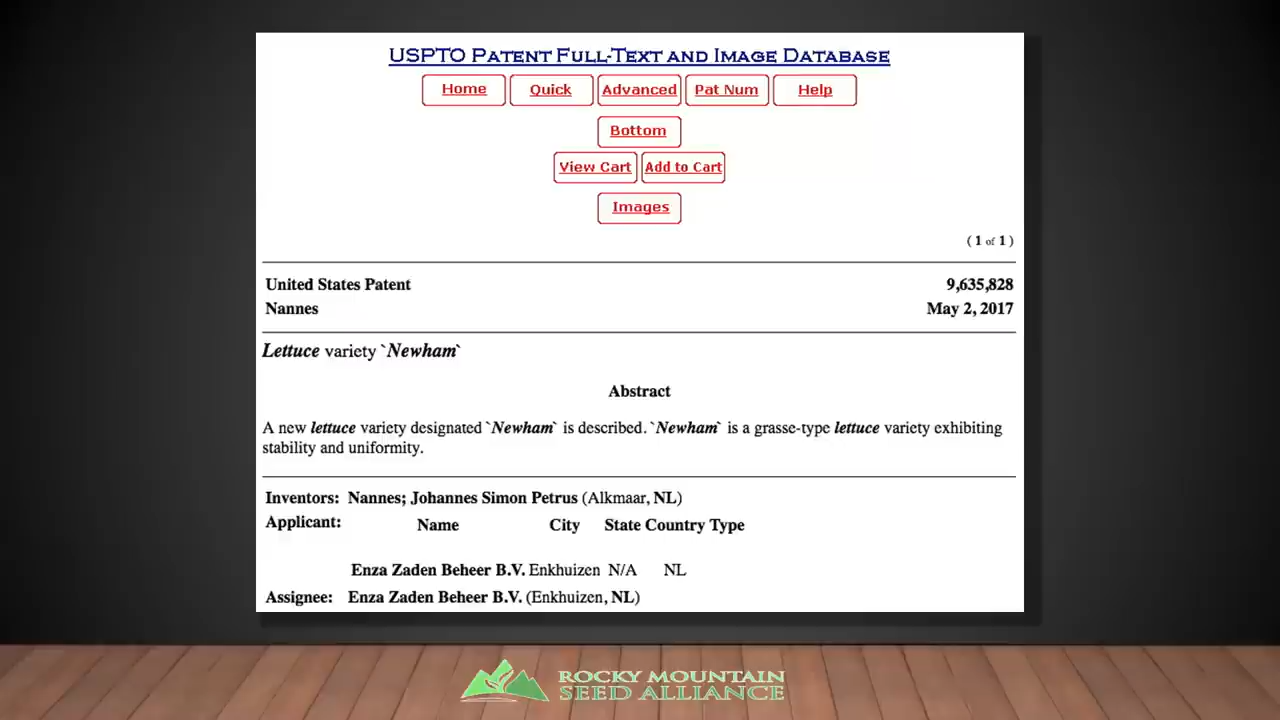 USPTO PATENT FULL-TEXT AND IMAGE DATABASE
Home Quick Advanced Pat Num Help
Bottom
View Cart Add to Cart
Images
( 1 of 1 )
United States Patent 9,635,828
Nannes May 2, 2017
Lettuce variety `Newham`
Abstract
A new lettuce variety designated `Newham` is described. `Newham` is a grasse-type lettuce variety exhibiting
stability and uniformity.
Inventors: Nannes; Johannes Simon Petrus (Alkmaar, NL)
Applicant: Name City State Country Type
Enza Zaden Beheer B.V. Enkhuizen N/A NL
Assignee: Enza Zaden Beheer B.V. (Enkhuizen, NL)
ROCKY MOUNTAIN
SEED ALLIANCE